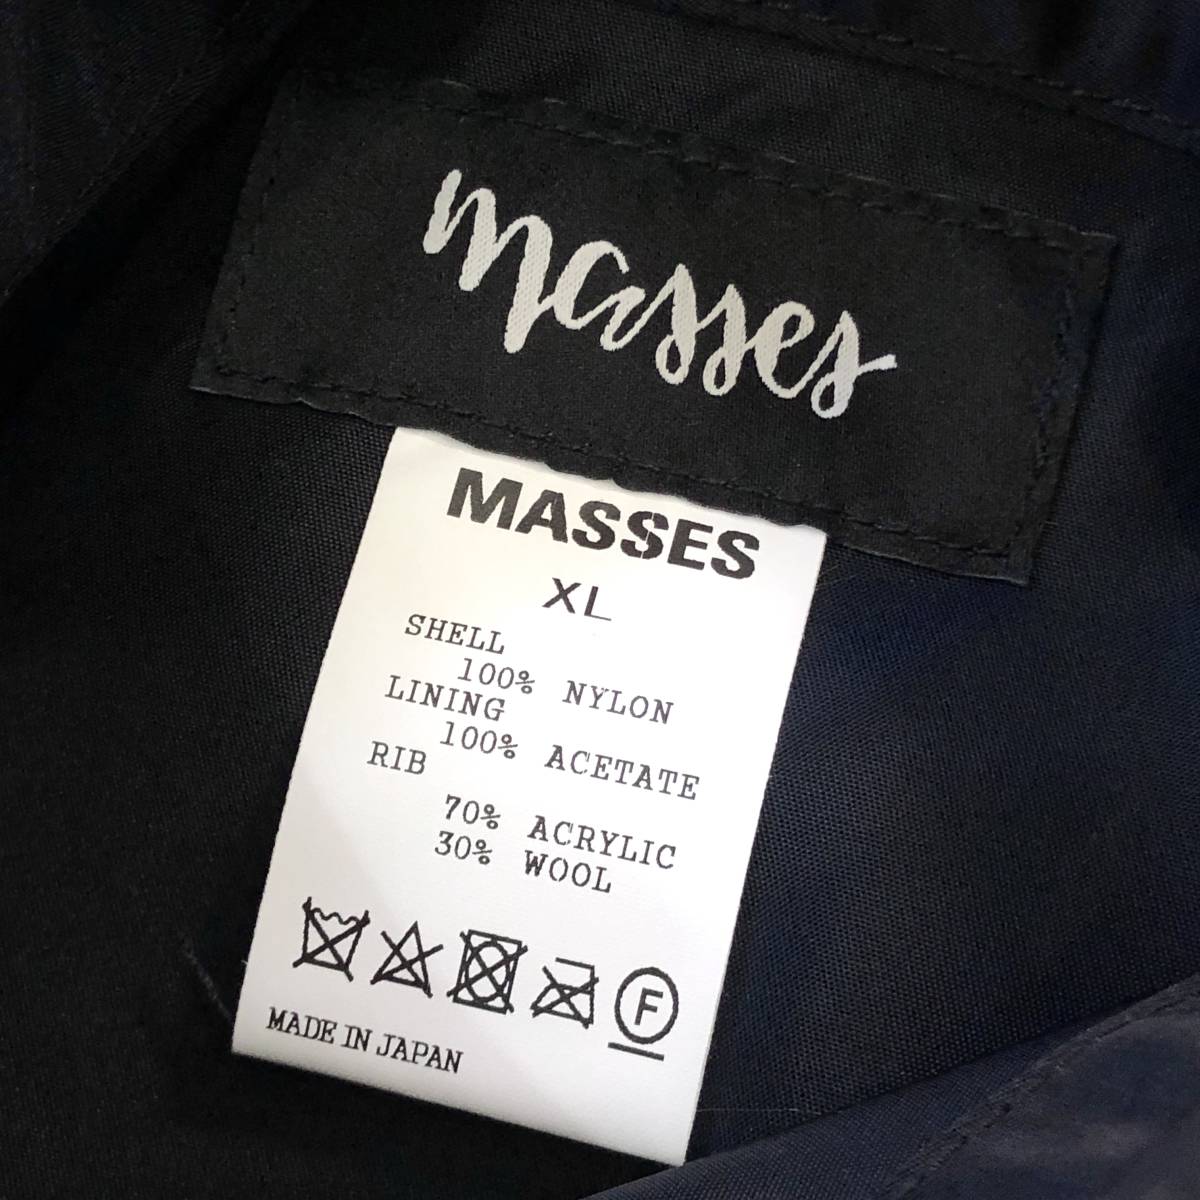 masses
MASSES
XL
SHELL
100% NYLON
LINING
100% ACETATE
RIB
70% ACRYLIC
30% WOOL
F
MADE IN JAPAN